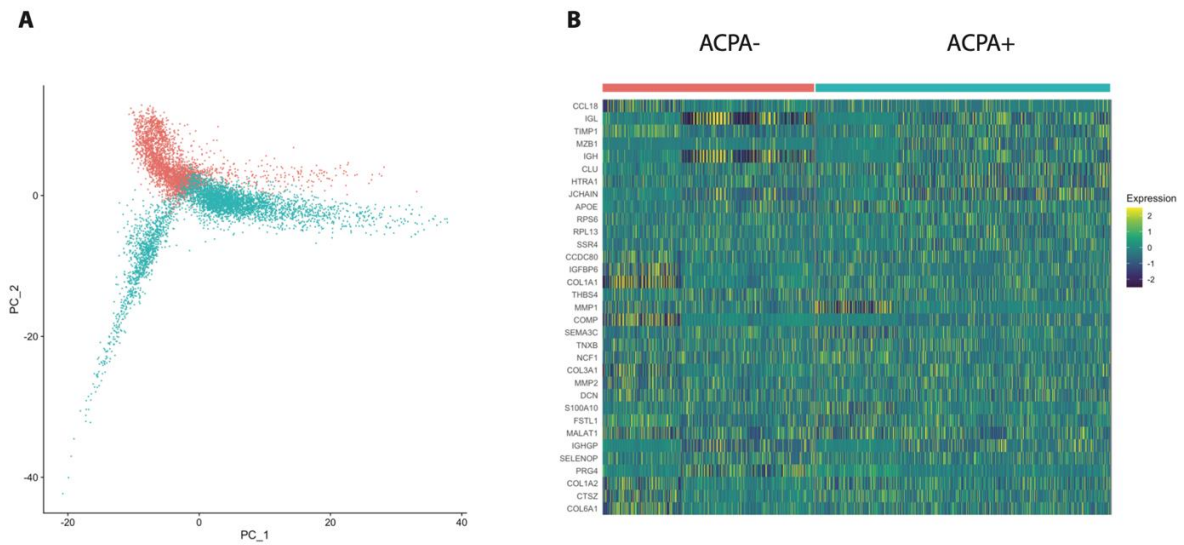 A
B
ACPA-
ACPA+
0
-20
-40
PC_2
-20
0
20
40
PC_1
CCL18
IGL
TIMP1
MZB1
IGH
CLU
HTRA1
JCHAIN
APOE
RPS6
RPL13
SSR4
CCDC80
IGFBP6
COL1A1
THBS4
MMP1
COMP
SEMA3C
TNXB
NCF1
COL3A1
MMP2
DCN
S100A10
FSTL1
MALAT1
IGHGP
SELENOP
PRG4
COL1A2
CTSZ
COL6A1
Expression
2
1
0
-1
-2